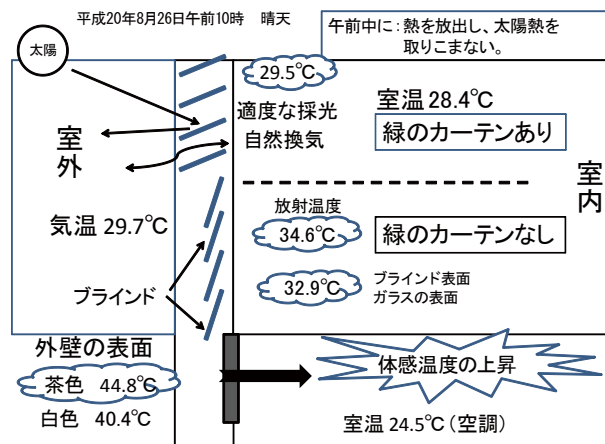 平成20年8月26日午前10時　晴天
午前中に：熱を放出し、太陽熱を
取りこまない。
太陽
29.5℃
適度な採光
自然換気
室温 28.4℃
緑のカーテンあり
室外
気温 29.7℃
室内
放射温度
34.6℃
緑のカーテンなし
32.9℃
ブラインド表面
ガラスの表面
ブラインド
外壁の表面
茶色　44.8℃
白色　40.4℃
体感温度の上昇
室温 24.5℃（空調）